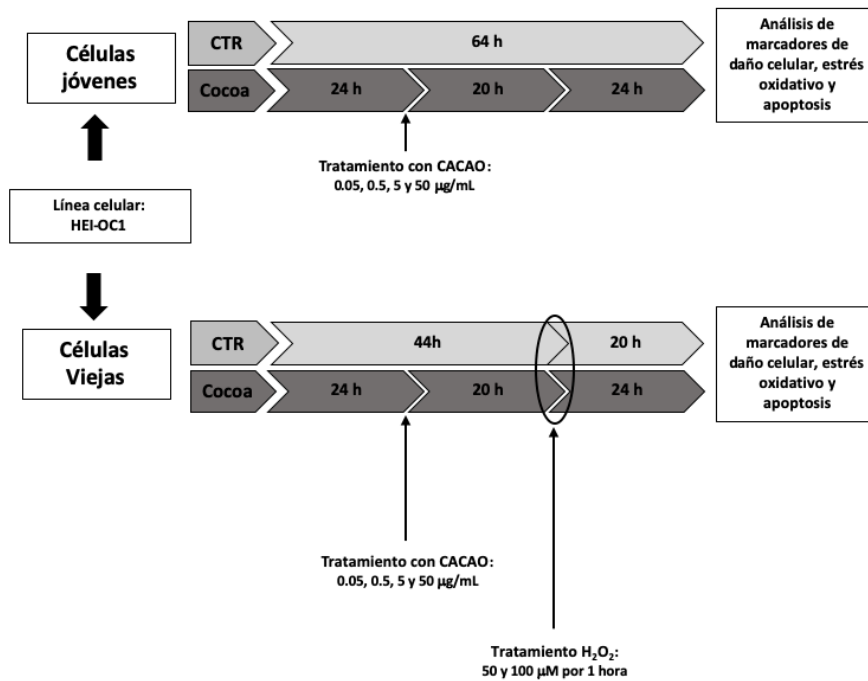 Células
jóvenes
CTR
64 h
Cocoa
24 h
20 h
24 h
Análisis de
marcadores de
daño celular, estrés
oxidativo y
apoptosis
Tratamiento con CACAO:
0.05, 0.5, 5 y 50 µg/mL
Línea celular:
HEI-OC1
Células
Viejas
CTR
44h
20 h
Cocoa
24 h
20 h
24 h
Análisis de
marcadores de
daño celular, estrés
oxidativo y
apoptosis
Tratamiento con CACAO:
0.05, 0.5, 5 y 50 µg/mL
Tratamiento H₂O₂:
50 y 100 µM por 1 hora